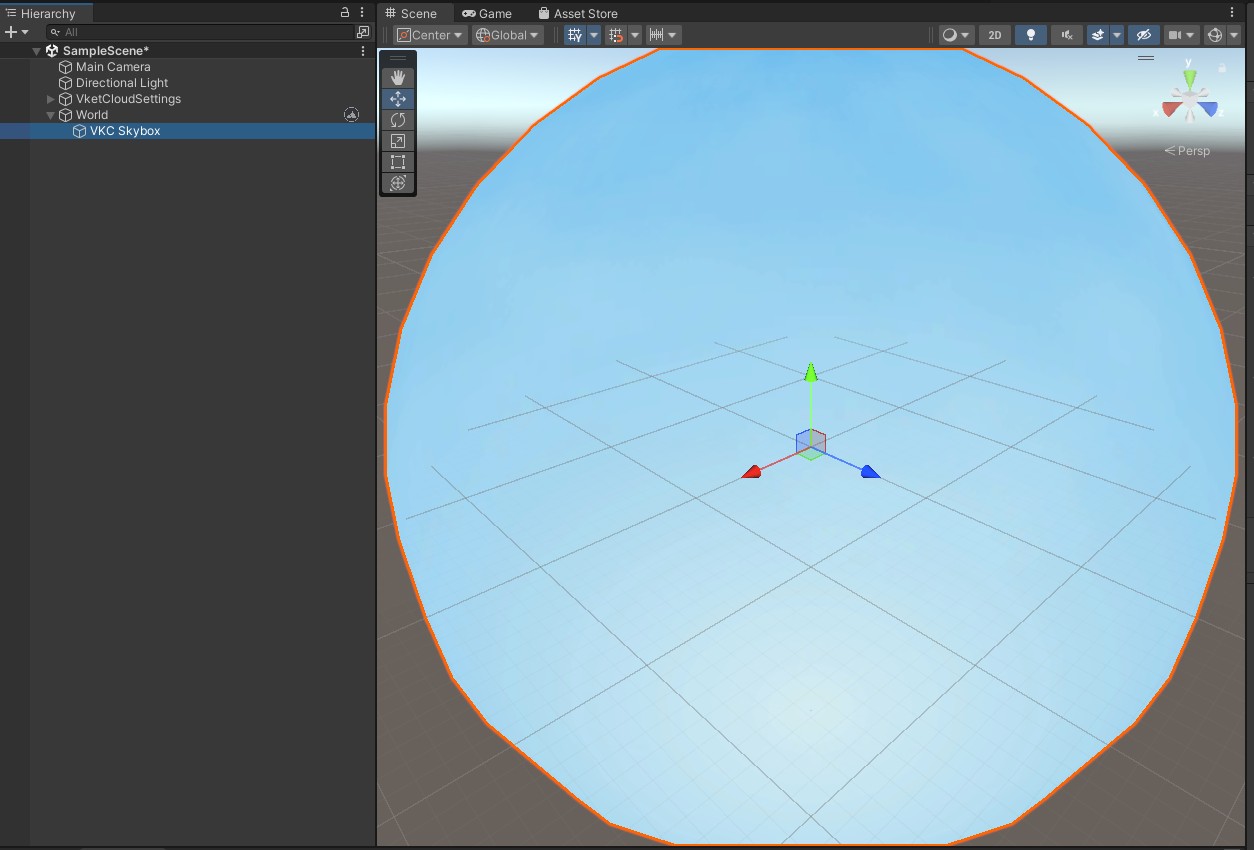 Hierarchy
Scene
Game
Asset Store
All
Center
Global
2D
SampleScene*
Main Camera
Directional Light
VketCloudSettings
World
VKC Skybox
y
x
z
Persp